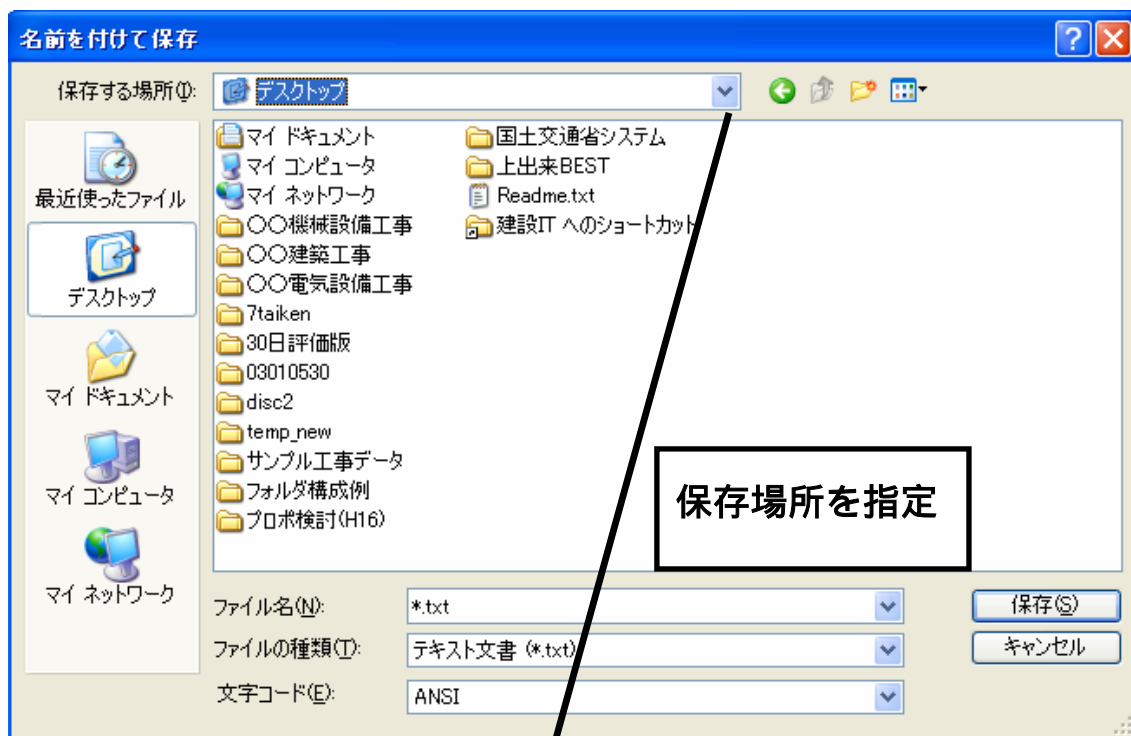 名前を付けて保存
保存する場所(I):
デスクトップ
最近使ったファイル
デスクトップ
マイ ドキュメント
マイ コンピュータ
マイ ネットワーク
マイ ドキュメント
マイ コンピュータ
マイ ネットワーク
〇〇機械設備工事
〇〇建築工事
〇〇電気設備工事
7taiken
30日評価版
03010530
disc2
temp_new
サンプル工事データ
フォルダ構成例
プロポ検討(H16)
国土交通省システム
上出来BEST
Readme.txt
建設IT へのショートカット
保存場所を指定
ファイル名(N):
*.txt
保存(S)
ファイルの種類(T):
テキスト文書 (*.txt)
キャンセル
文字コード(E):
ANSI